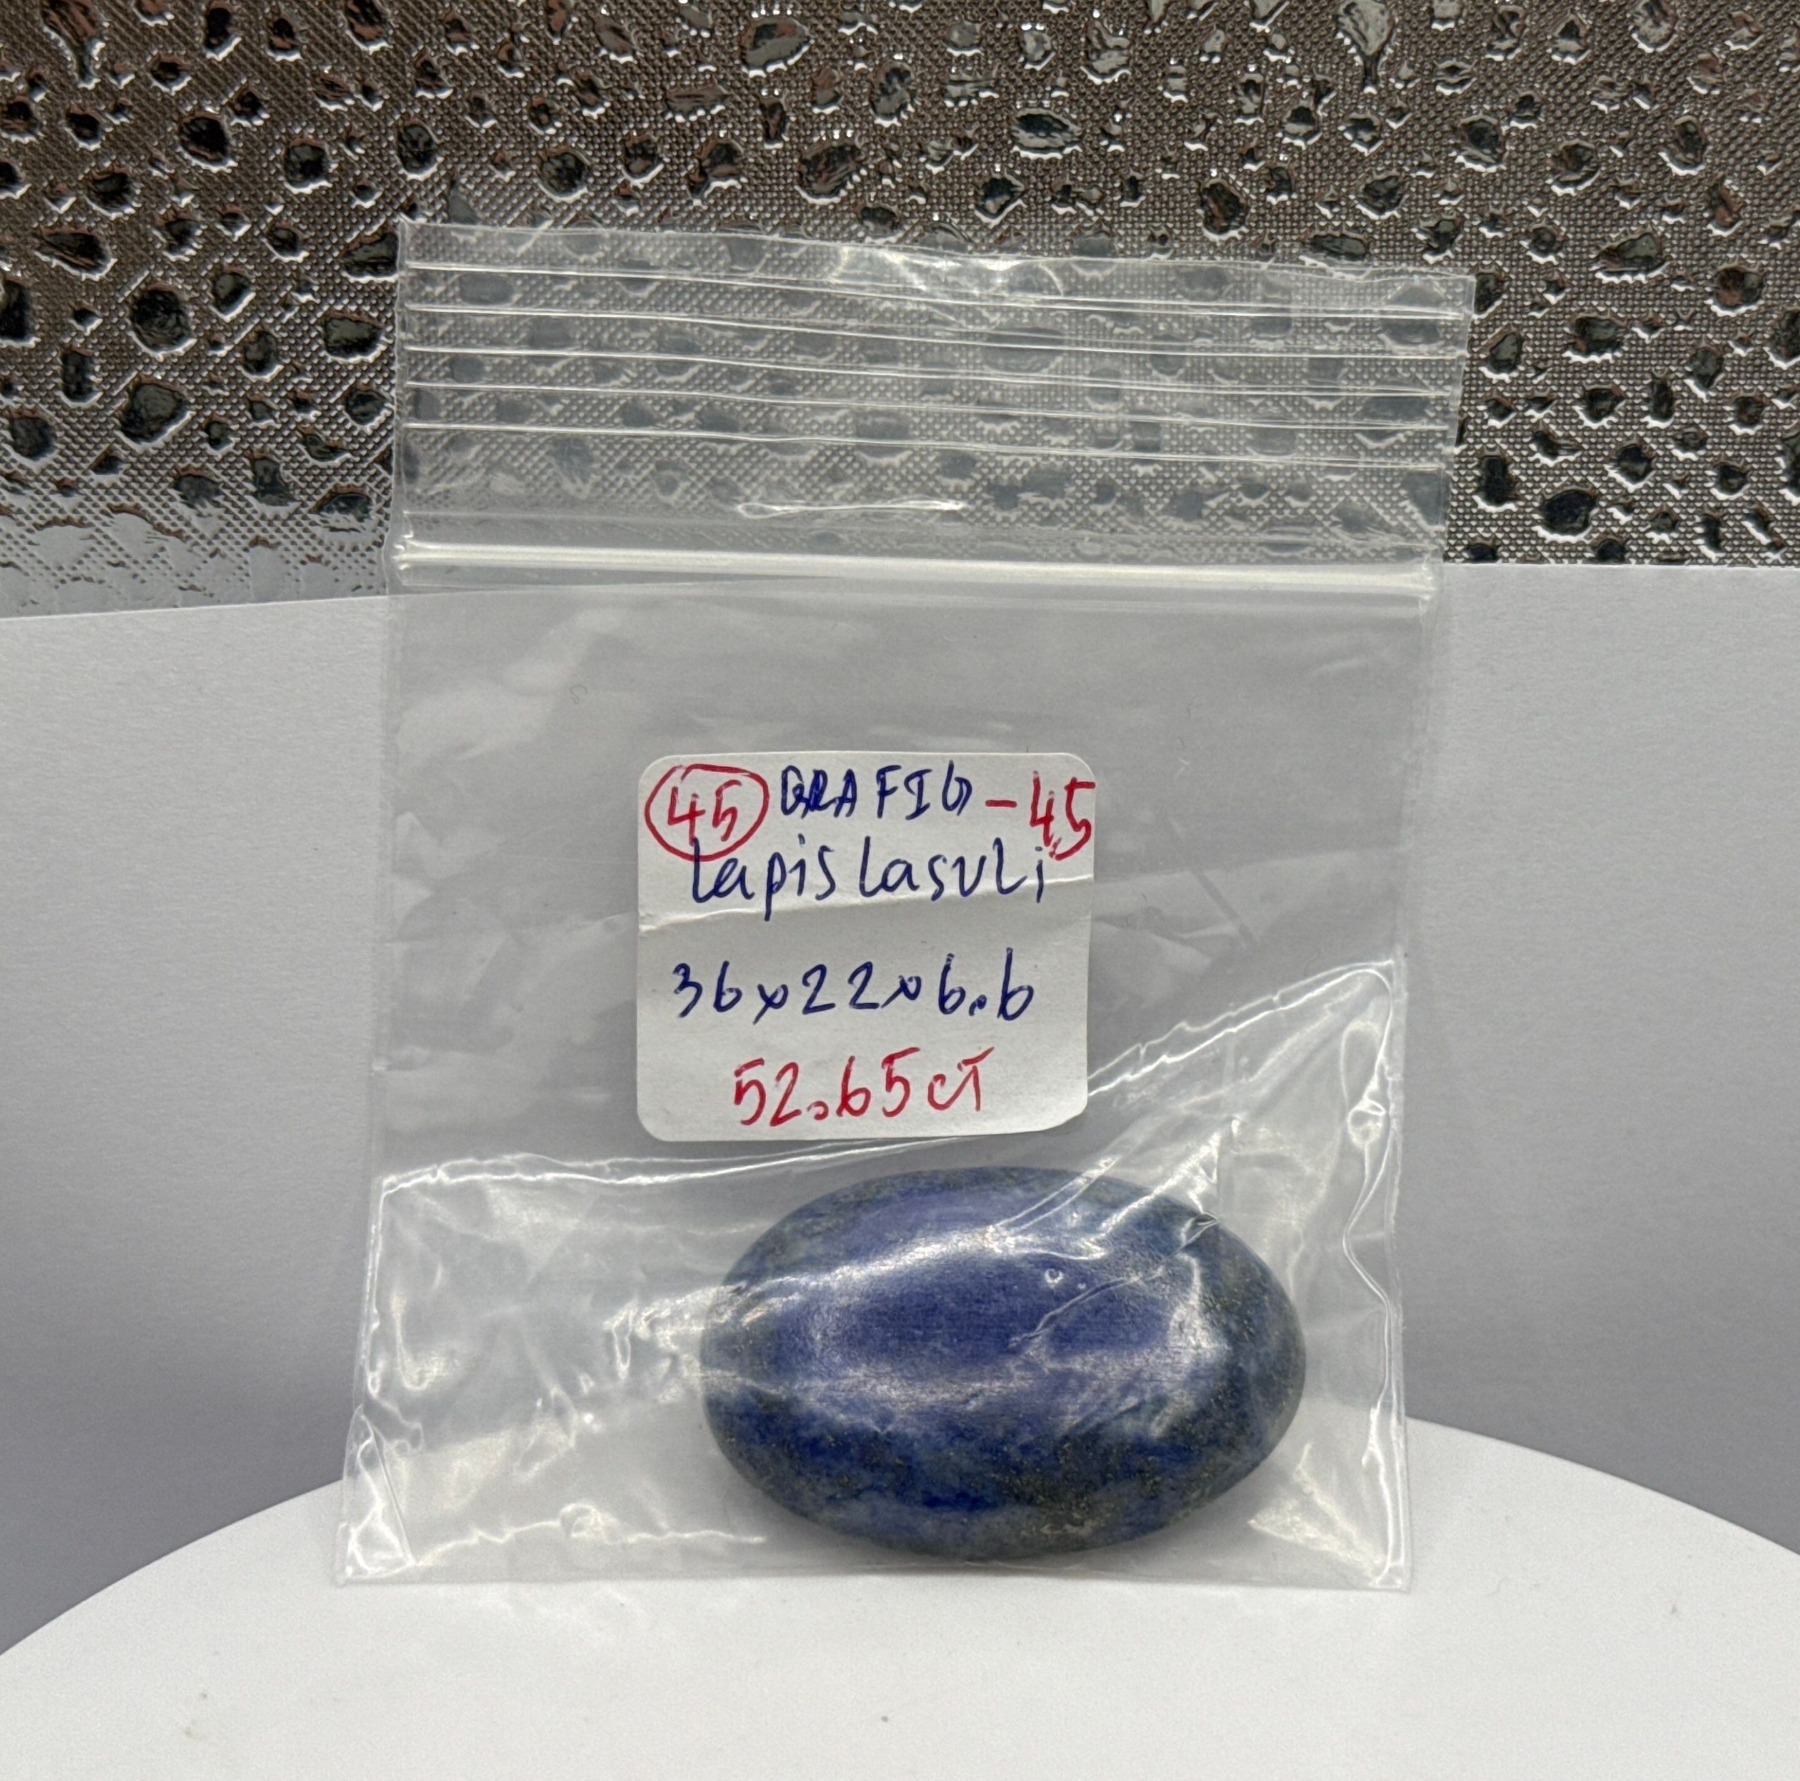 45 GRAFIG - 45
Lapis Lasuli
36x22x6.6
52.65ct